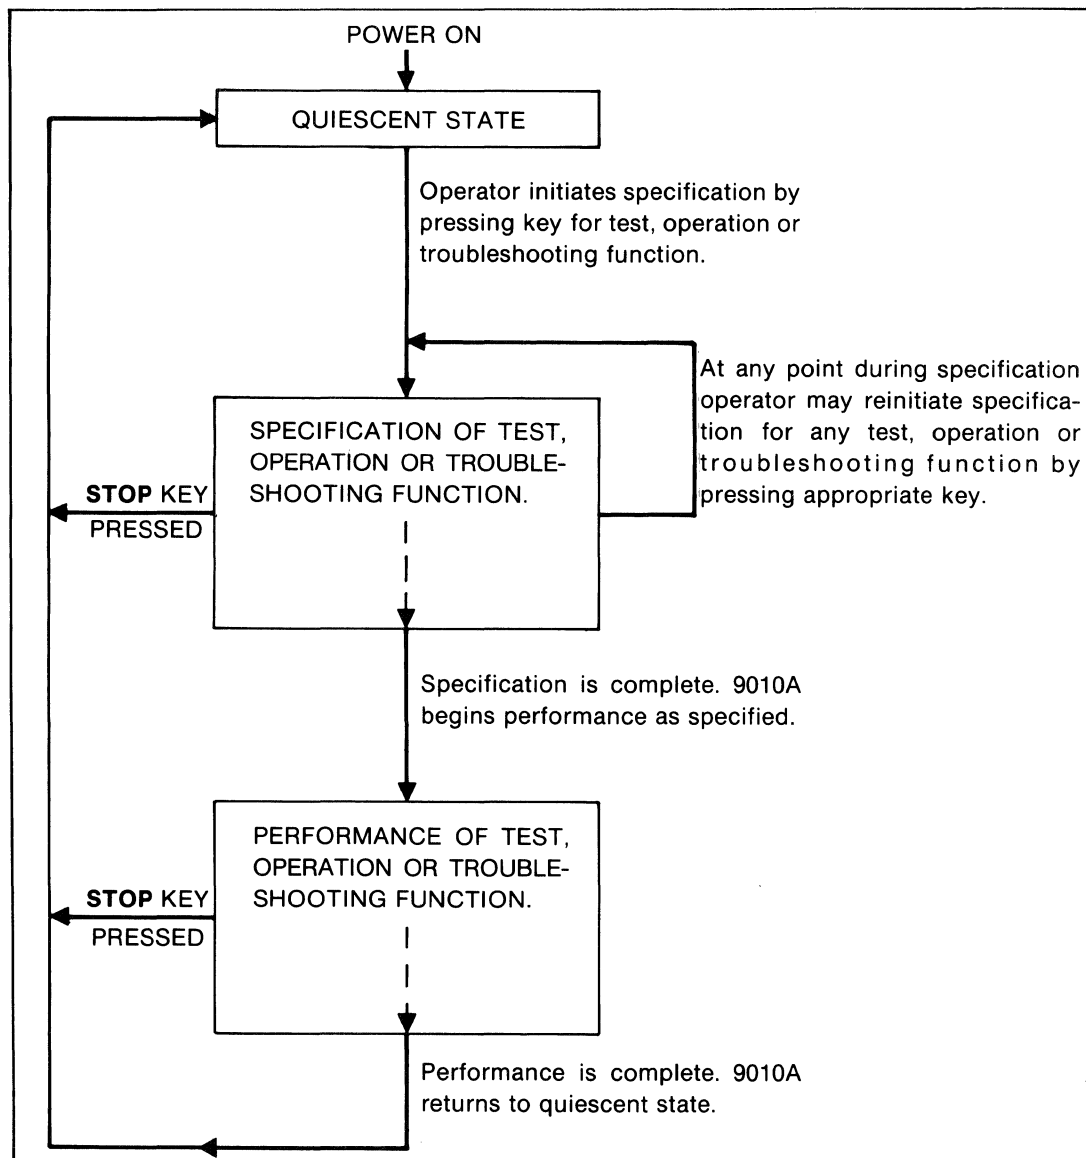 POWER ON
QUIESCENT STATE
Operator initiates specification by
pressing key for test, operation or
troubleshooting function.
At any point during specification
operator may reinitiate specifica-
tion for any test, operation or
troubleshooting function by
pressing appropriate key.
SPECIFICATION OF TEST,
OPERATION OR TROUBLE-
SHOOTING FUNCTION.
STOP KEY
PRESSED
Specification is complete. 9010A
begins performance as specified.
PERFORMANCE OF TEST,
OPERATION OR TROUBLE-
SHOOTING FUNCTION.
STOP KEY
PRESSED
Performance is complete. 9010A
returns to quiescent state.